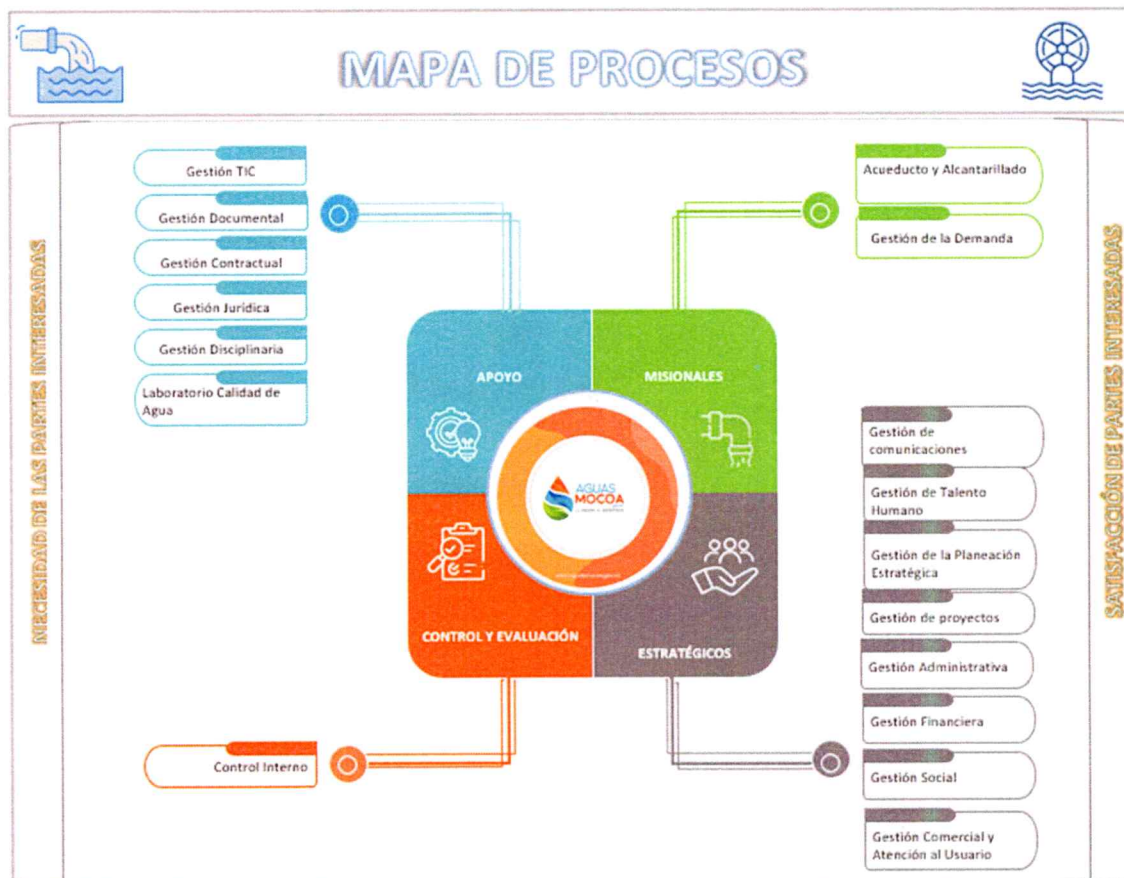 MAPA DE PROCESOS
NECESIDAD DE LAS PARTES INTERESADAS
Gestión TIC
Gestión Documental
Gestión Contractual
Gestión Jurídica
Gestión Disciplinaria
Laboratorio Calidad de
Agua
Acueducto y Alcantarillado
Gestión de la Demanda
APOYO
MISIONALES
AGUAS
MOCOA
CONTROL Y EVALUACIÓN
ESTRATÉGICOS
Control Interno
Gestión de
comunicaciones
Gestión de Talento
Humano
Gestión de la Planeación
Estratégica
Gestión de proyectos
Gestión Administrativa
Gestión Financiera
Gestión Social
Gestión Comercial y
Atención al Usuario
SATISFACCIÓN DE PARTES INTERESADAS